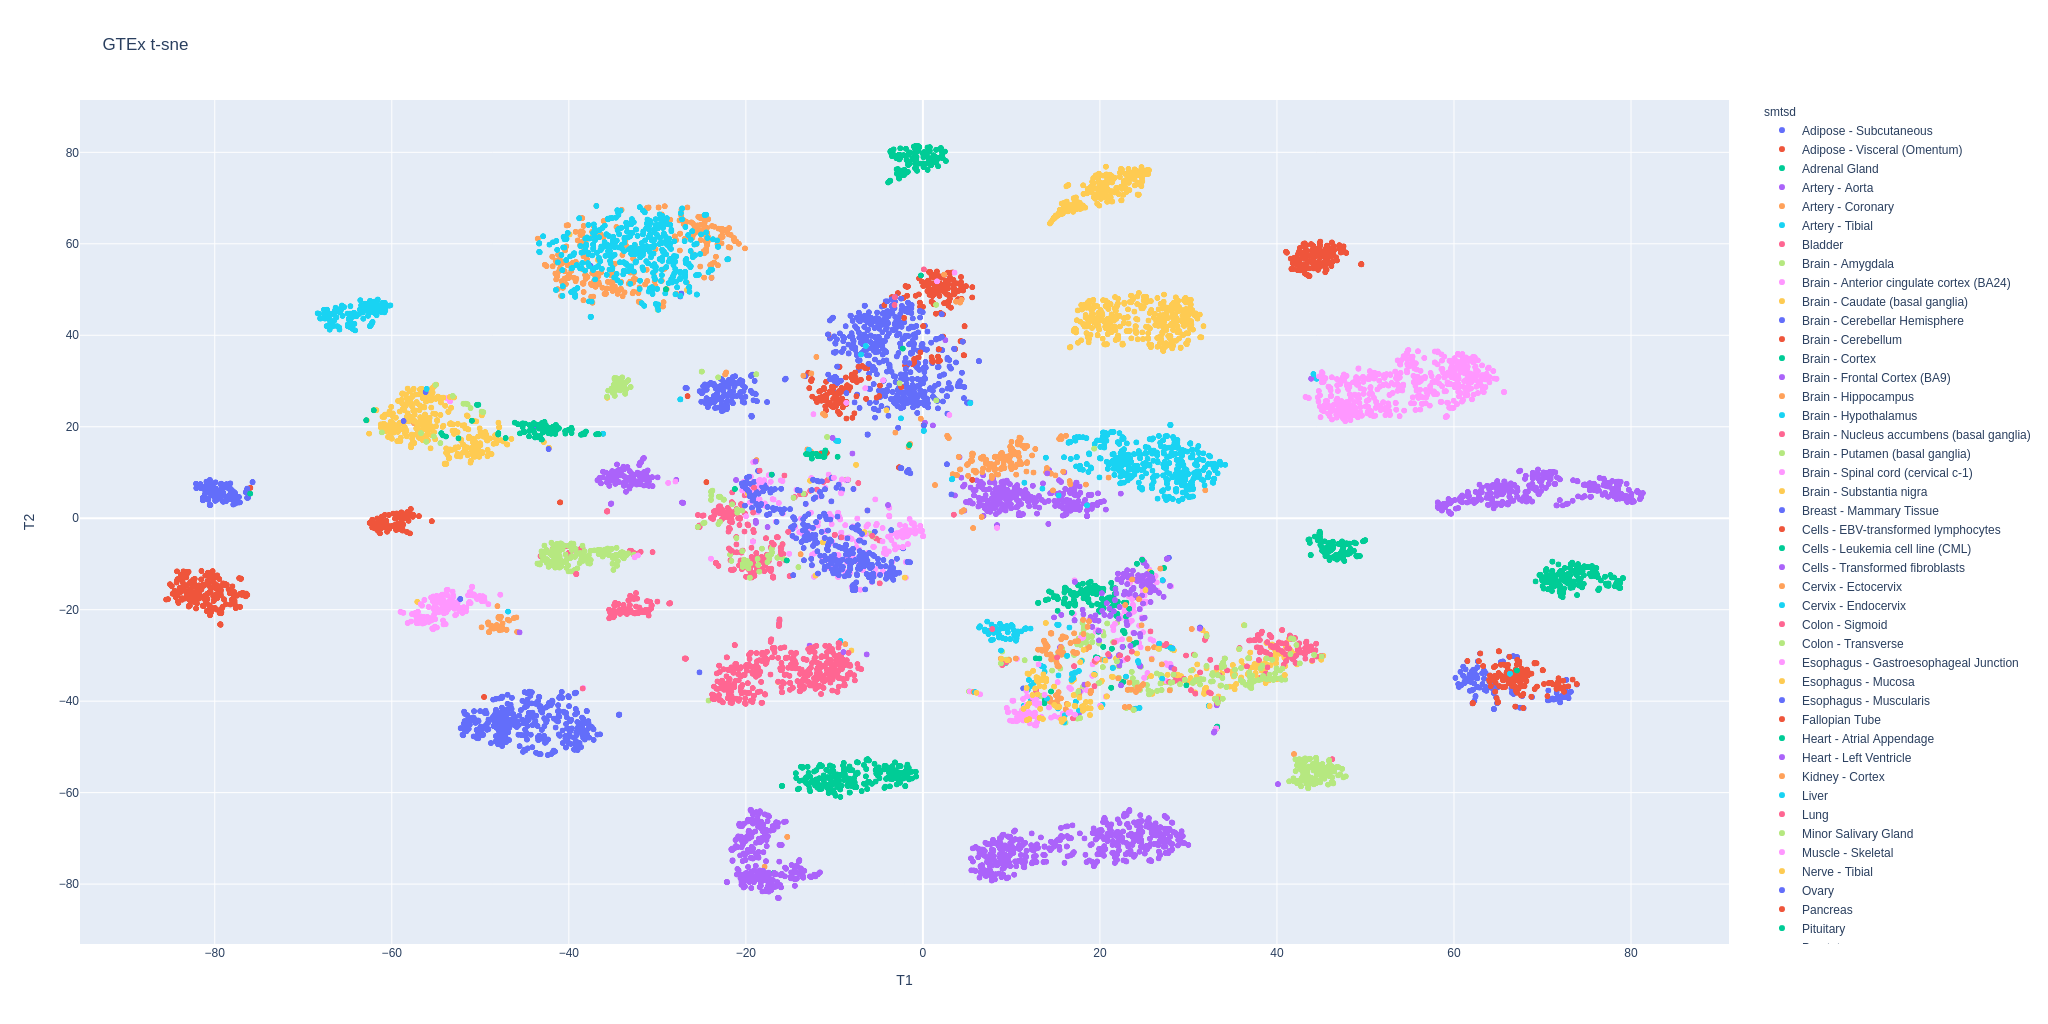 GTEx t-sne
80
60
40
20
0
−20
−40
−60
−80
T2
−80
−60
−40
−20
0
20
40
60
80
T1
smtsd
Adipose - Subcutaneous
Adipose - Visceral (Omentum)
Adrenal Gland
Artery - Aorta
Artery - Coronary
Artery - Tibial
Bladder
Brain - Amygdala
Brain - Anterior cingulate cortex (BA24)
Brain - Caudate (basal ganglia)
Brain - Cerebellar Hemisphere
Brain - Cerebellum
Brain - Cortex
Brain - Frontal Cortex (BA9)
Brain - Hippocampus
Brain - Hypothalamus
Brain - Nucleus accumbens (basal ganglia)
Brain - Putamen (basal ganglia)
Brain - Spinal cord (cervical c-1)
Brain - Substantia nigra
Breast - Mammary Tissue
Cells - EBV-transformed lymphocytes
Cells - Leukemia cell line (CML)
Cells - Transformed fibroblasts
Cervix - Ectocervix
Cervix - Endocervix
Colon - Sigmoid
Colon - Transverse
Esophagus - Gastroesophageal Junction
Esophagus - Mucosa
Esophagus - Muscularis
Fallopian Tube
Heart - Atrial Appendage
Heart - Left Ventricle
Kidney - Cortex
Liver
Lung
Minor Salivary Gland
Muscle - Skeletal
Nerve - Tibial
Ovary
Pancreas
Pituitary